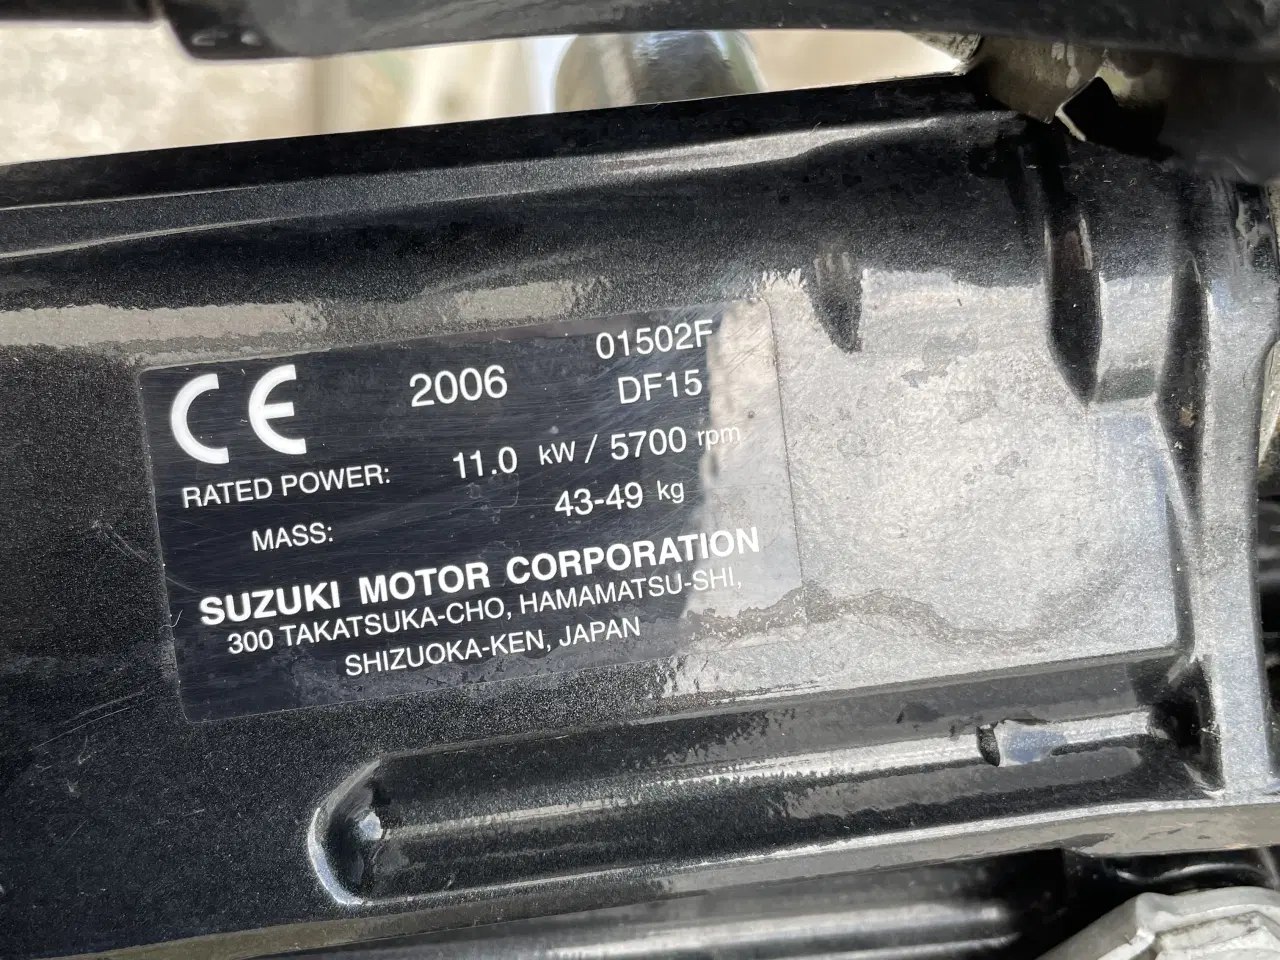 CE 2006 01502F
DF15
RATED POWER: 11.0 kW / 5700 rpm
MASS: 43-49 kg
SUZUKI MOTOR CORPORATION
300 TAKATSUKA-CHO, HAMAMATSU-SHI,
SHIZUOKA-KEN, JAPAN